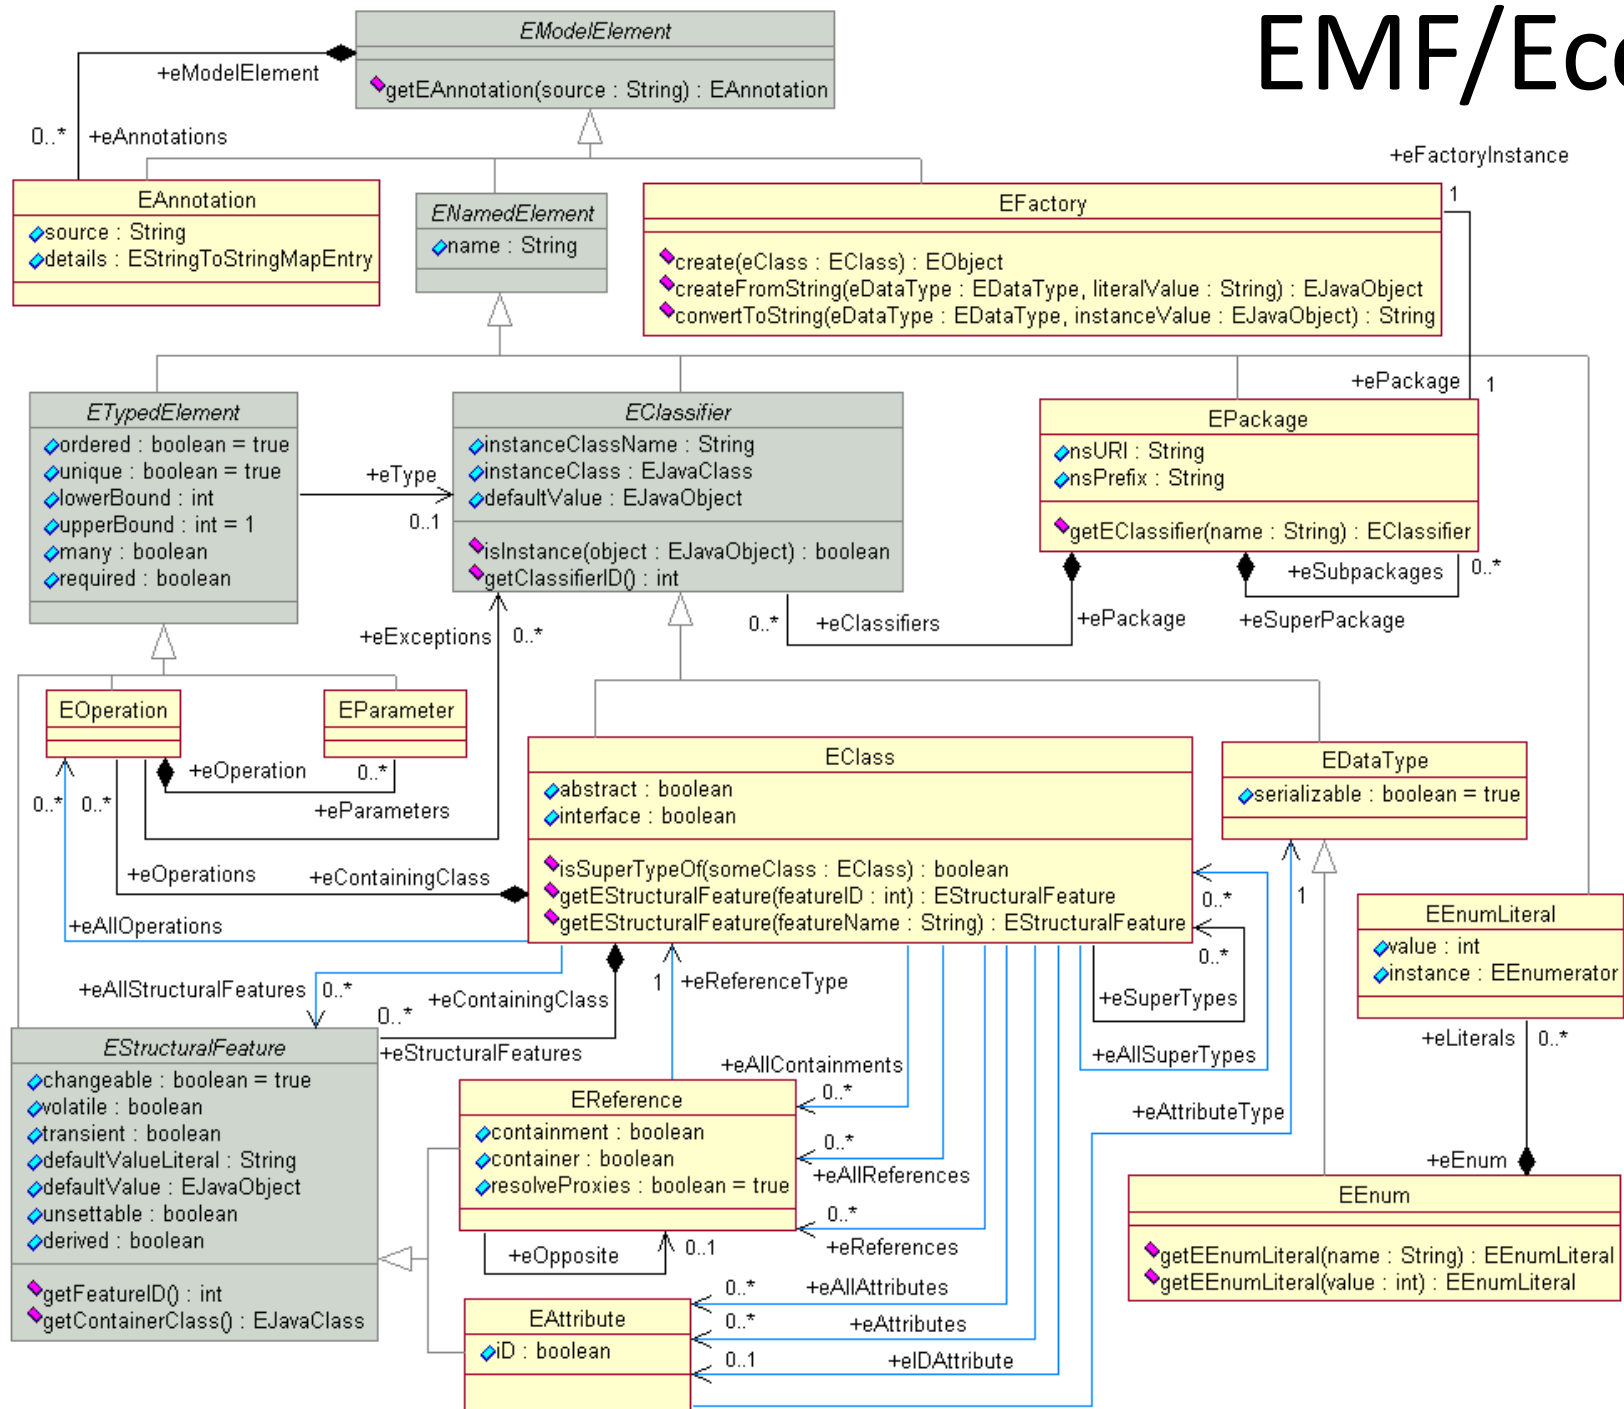 EMF/Eco
EModelElement
getEAnnotation(source : String) : EAnnotation
+eModelElement
0..*
+eAnnotations
+eFactoryInstance
1
EAnnotation
source : String
details : EStringToStringMapEntry
ENamedElement
name : String
EFactory
create(eClass : EClass) : EObject
createFromString(eDataType : EDataType, literalValue : String) : EJavaObject
convertToString(eDataType : EDataType, instanceValue : EJavaObject) : String
+ePackage
1
ETypedElement
ordered : boolean = true
unique : boolean = true
lowerBound : int
upperBound : int = 1
many : boolean
required : boolean
+eType
0..1
EClassifier
instanceClassName : String
instanceClass : EJavaClass
defaultValue : EJavaObject
isInstance(object : EJavaObject) : boolean
getClassifierID() : int
EPackage
nsURI : String
nsPrefix : String
getEClassifier(name : String) : EClassifier
+eSubpackages
0..*
+eExceptions
0..*
0..*
+eClassifiers
+ePackage
+eSuperPackage
EOperation
EParameter
+eOperation
0..*
0..*
0..*
+eParameters
EClass
abstract : boolean
interface : boolean
isSuperTypeOf(someClass : EClass) : boolean
getEStructuralFeature(featureID : int) : EStructuralFeature
getEStructuralFeature(featureName : String) : EStructuralFeature
EDataType
serializable : boolean = true
+eOperations
+eContainingClass
+eAllOperations
0..*
1
0..*
EEnumLiteral
value : int
instance : EEnumerator
+eAllStructuralFeatures
0..*
0..*
+eContainingClass
1
+eReferenceType
+eSuperTypes
+eLiterals
0..*
EStructuralFeature
changeable : boolean = true
volatile : boolean
transient : boolean
defaultValueLiteral : String
defaultValue : EJavaObject
unsettable : boolean
derived : boolean
getFeatureID() : int
getContainerClass() : EJavaClass
+eStructuralFeatures
+eAllContainments
+eAllSuperTypes
0..*
EReference
containment : boolean
container : boolean
resolveProxies : boolean = true
+eAttributeType
0..*
+eAllReferences
+eEnum
0..*
+eReferences
+eOpposite
0..1
EEnum
getEEnumLiteral(name : String) : EEnumLiteral
getEEnumLiteral(value : int) : EEnumLiteral
0..*
+eAllAttributes
EAttribute
iD : boolean
0..*
+eAttributes
0..1
+eIDAttribute